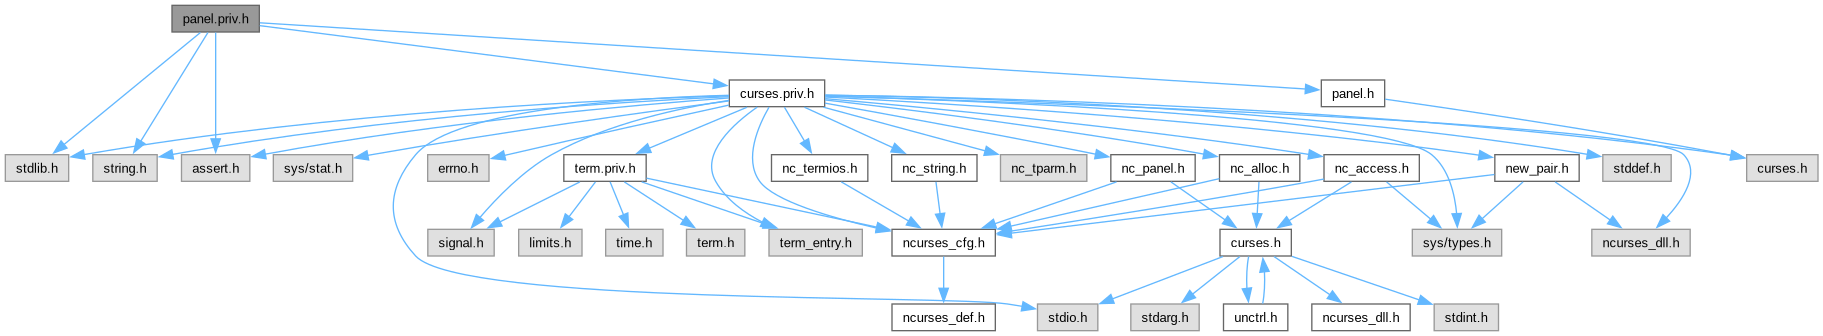 panel.priv.h
curses.priv.h
panel.h
stdlib.h
string.h
assert.h
sys/stat.h
errno.h
term.priv.h
nc_termios.h
nc_string.h
nc_tparm.h
nc_panel.h
nc_alloc.h
nc_access.h
new_pair.h
stddef.h
curses.h
signal.h
limits.h
time.h
term.h
term_entry.h
ncurses_cfg.h
curses.h
sys/types.h
ncurses_dll.h
ncurses_def.h
stdio.h
stdarg.h
unctrl.h
ncurses_dll.h
stdint.h